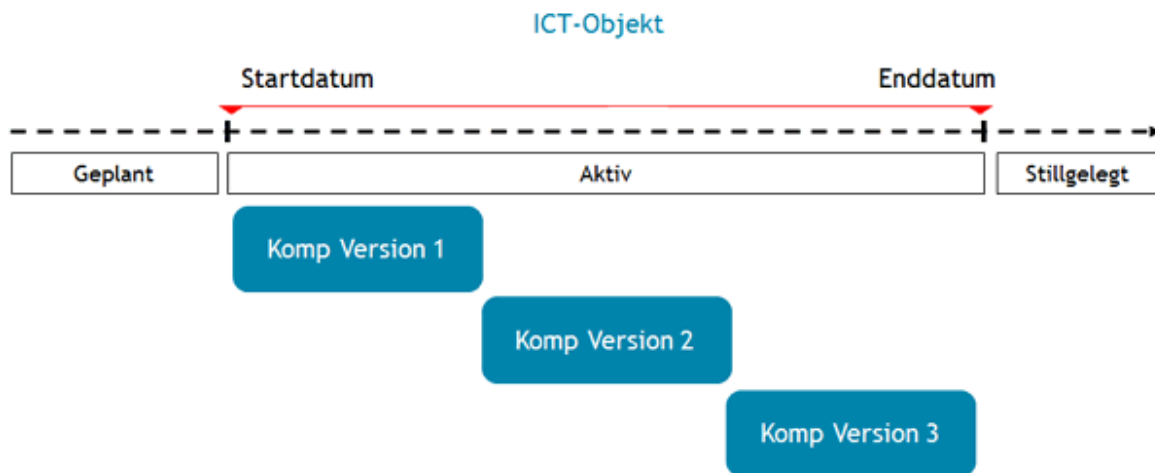 ICT-Objekt
Startdatum
Enddatum
Geplant
Aktiv
Stillgelegt
Komp Version 1
Komp Version 2
Komp Version 3